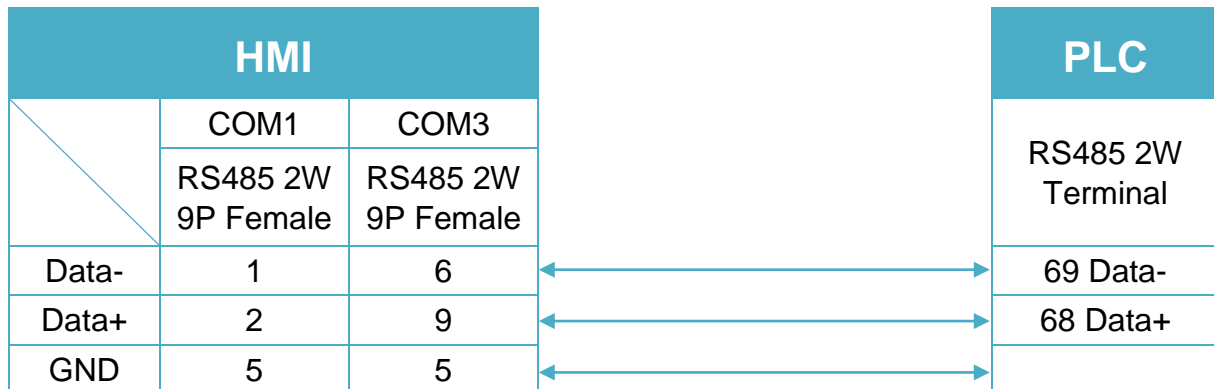 HMI PLC
COM1 COM3
RS485 2W
Terminal
RS485 2W RS485 2W
9P Female 9P Female
Data- 1 6 69 Data-
Data+ 2 9 68 Data+
GND 5 5